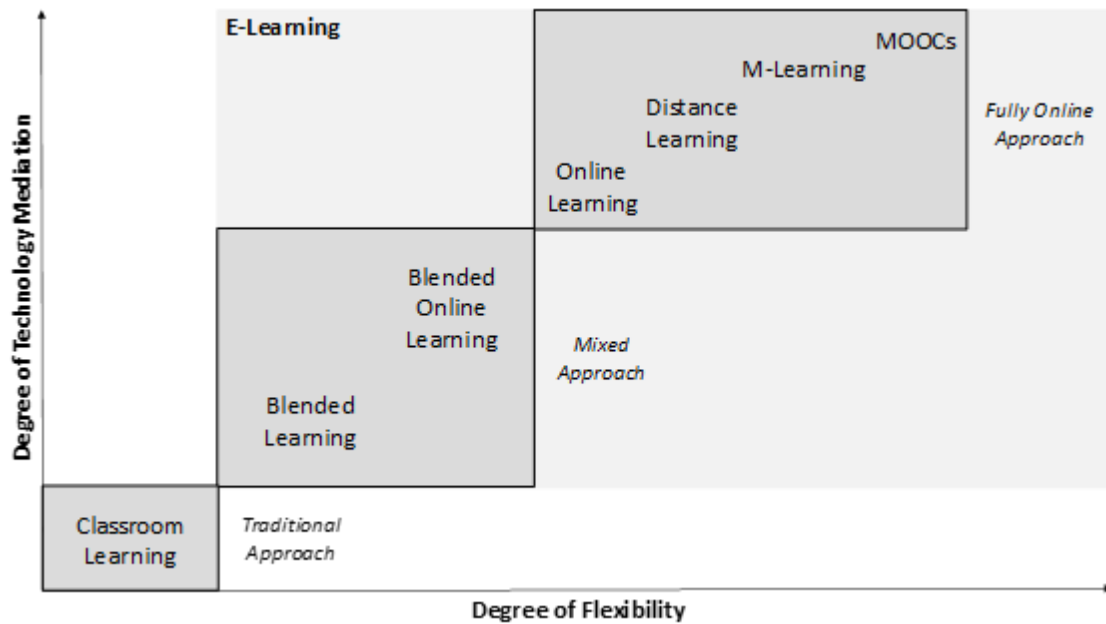 E-Learning
MOOCs
M-Learning
Distance
Learning
Fully Online
Approach
Online
Learning
Blended
Online
Learning
Mixed
Approach
Blended
Learning
Classroom
Learning
Traditional
Approach
Degree of Technology Mediation
Degree of Flexibility